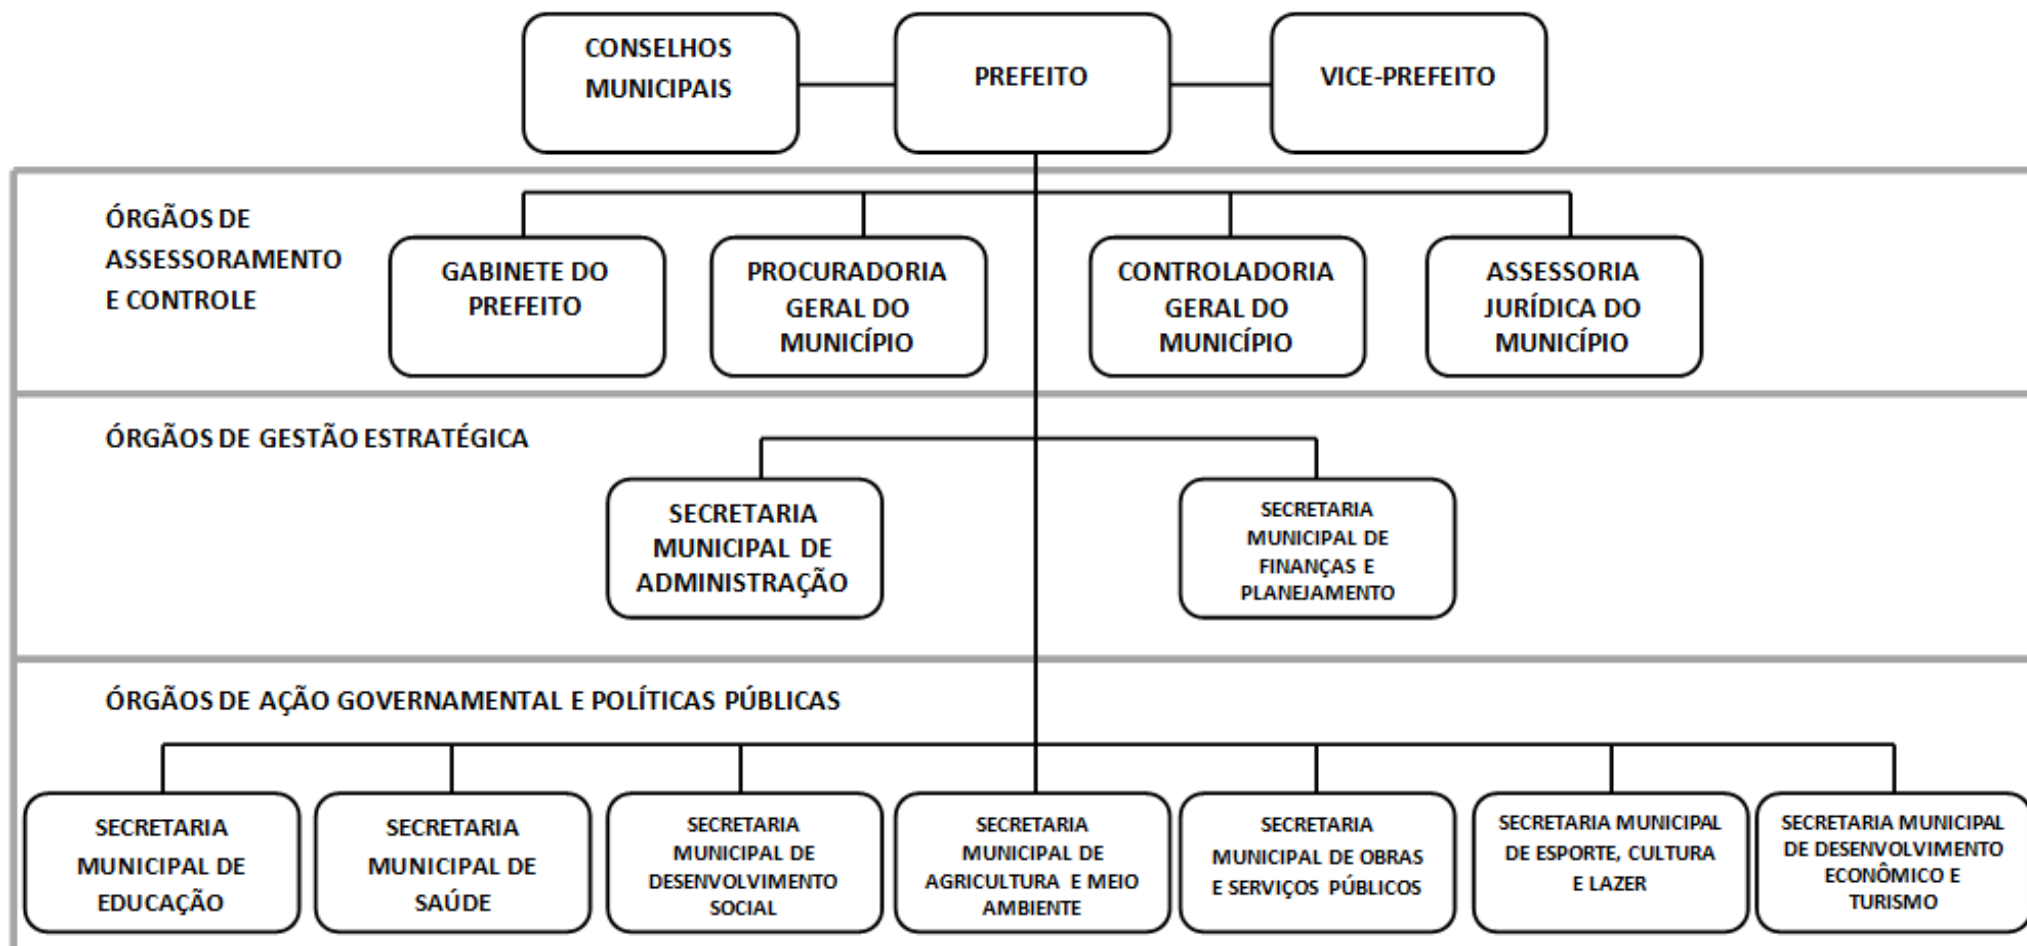 CONSELHOS
MUNICIPAIS
PREFEITO
VICE-PREFEITO
ÓRGÃOS DE
ASSESSORAMENTO
E CONTROLE
GABINETE DO
PREFEITO
PROCURADORIA
GERAL DO
MUNICÍPIO
CONTROLADORIA
GERAL DO
MUNICÍPIO
ASSESSORIA
JURÍDICA DO
MUNICÍPIO
ÓRGÃOS DE GESTÃO ESTRATÉGICA
SECRETARIA
MUNICIPAL DE
ADMINISTRAÇÃO
SECRETARIA
MUNICIPAL DE
FINANÇAS E
PLANEJAMENTO
ÓRGÃOS DE AÇÃO GOVERNAMENTAL E POLÍTICAS PÚBLICAS
SECRETARIA
MUNICIPAL DE
EDUCAÇÃO
SECRETARIA
MUNICIPAL DE
SAÚDE
SECRETARIA
MUNICIPAL DE
DESENVOLVIMENTO
SOCIAL
SECRETARIA
MUNICIPAL DE
AGRICULTURA E MEIO
AMBIENTE
SECRETARIA
MUNICIPAL DE OBRAS
E SERVIÇOS PÚBLICOS
SECRETARIA MUNICIPAL
DE ESPORTE, CULTURA
E LAZER
SECRETARIA MUNICIPAL
DE DESENVOLVIMENTO
ECONÔMICO E
TURISMO